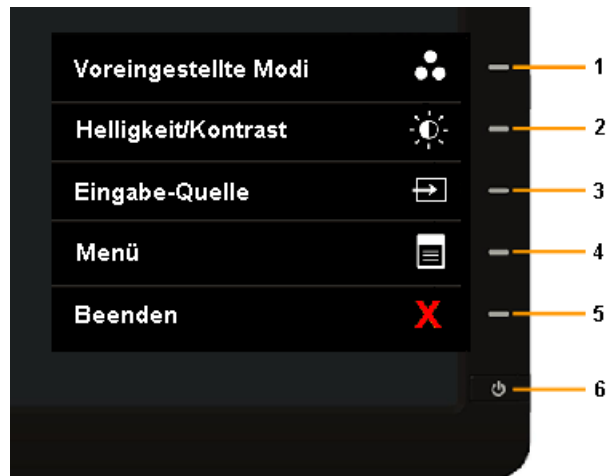 Voreingestellte Modi 1
Helligkeit/Kontrast 2
Eingabe-Quelle 3
Menü 4
Beenden X 5
6